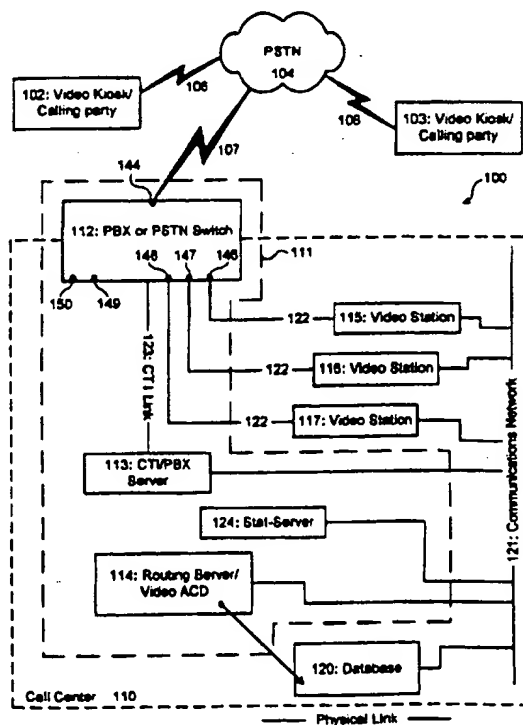 PSTN
104
102: Video Kiosk/
Calling party
106
103: Video Kiosk/
Calling party
106
107
144
100
112: PBX or PSTN Switch
111
150
149
148
147
146
122
115: Video Station
122
116: Video Station
122
117: Video Station
123: CTI Link
113: CTI/PBX
Server
124: Stat-Server
121: Communications Network
114: Routing Server/
Video ACD
120: Database
Call Center 110
Physical Link